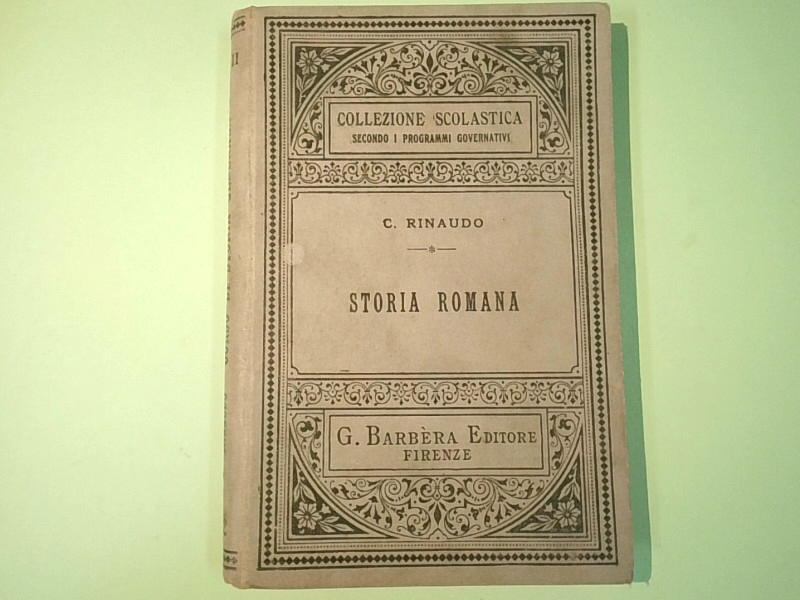 COLLEZIONE SCOLASTICA
SECONDO I PROGRAMMI GOVERNATIVI
C. RINAUDO
STORIA ROMANA
G. BARBÈRA EDITORE
FIRENZE